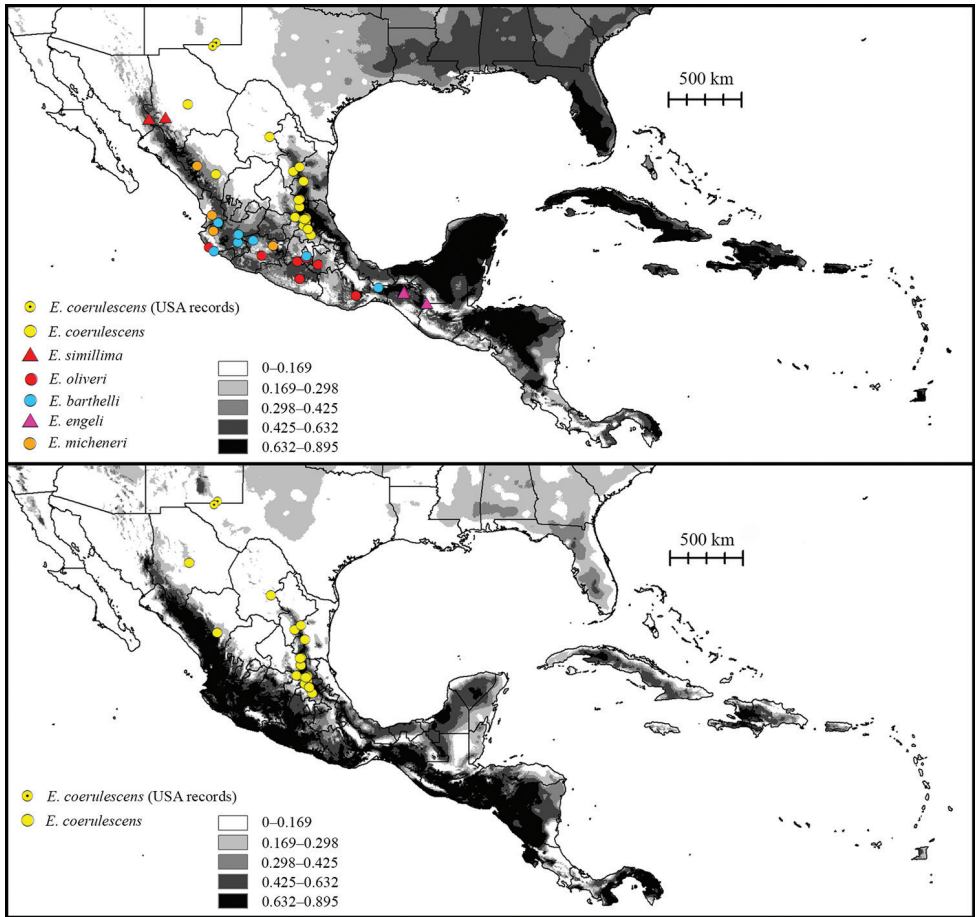 500 km
E. coerulescens (USA records)
E. coerulescens
E. simillima
E. oliveri
E. barthelli
E. engeli
E. micheneri
0–0.169
0.169–0.298
0.298–0.425
0.425–0.632
0.632–0.895
500 km
E. coerulescens (USA records)
E. coerulescens
0–0.169
0.169–0.298
0.298–0.425
0.425–0.632
0.632–0.895